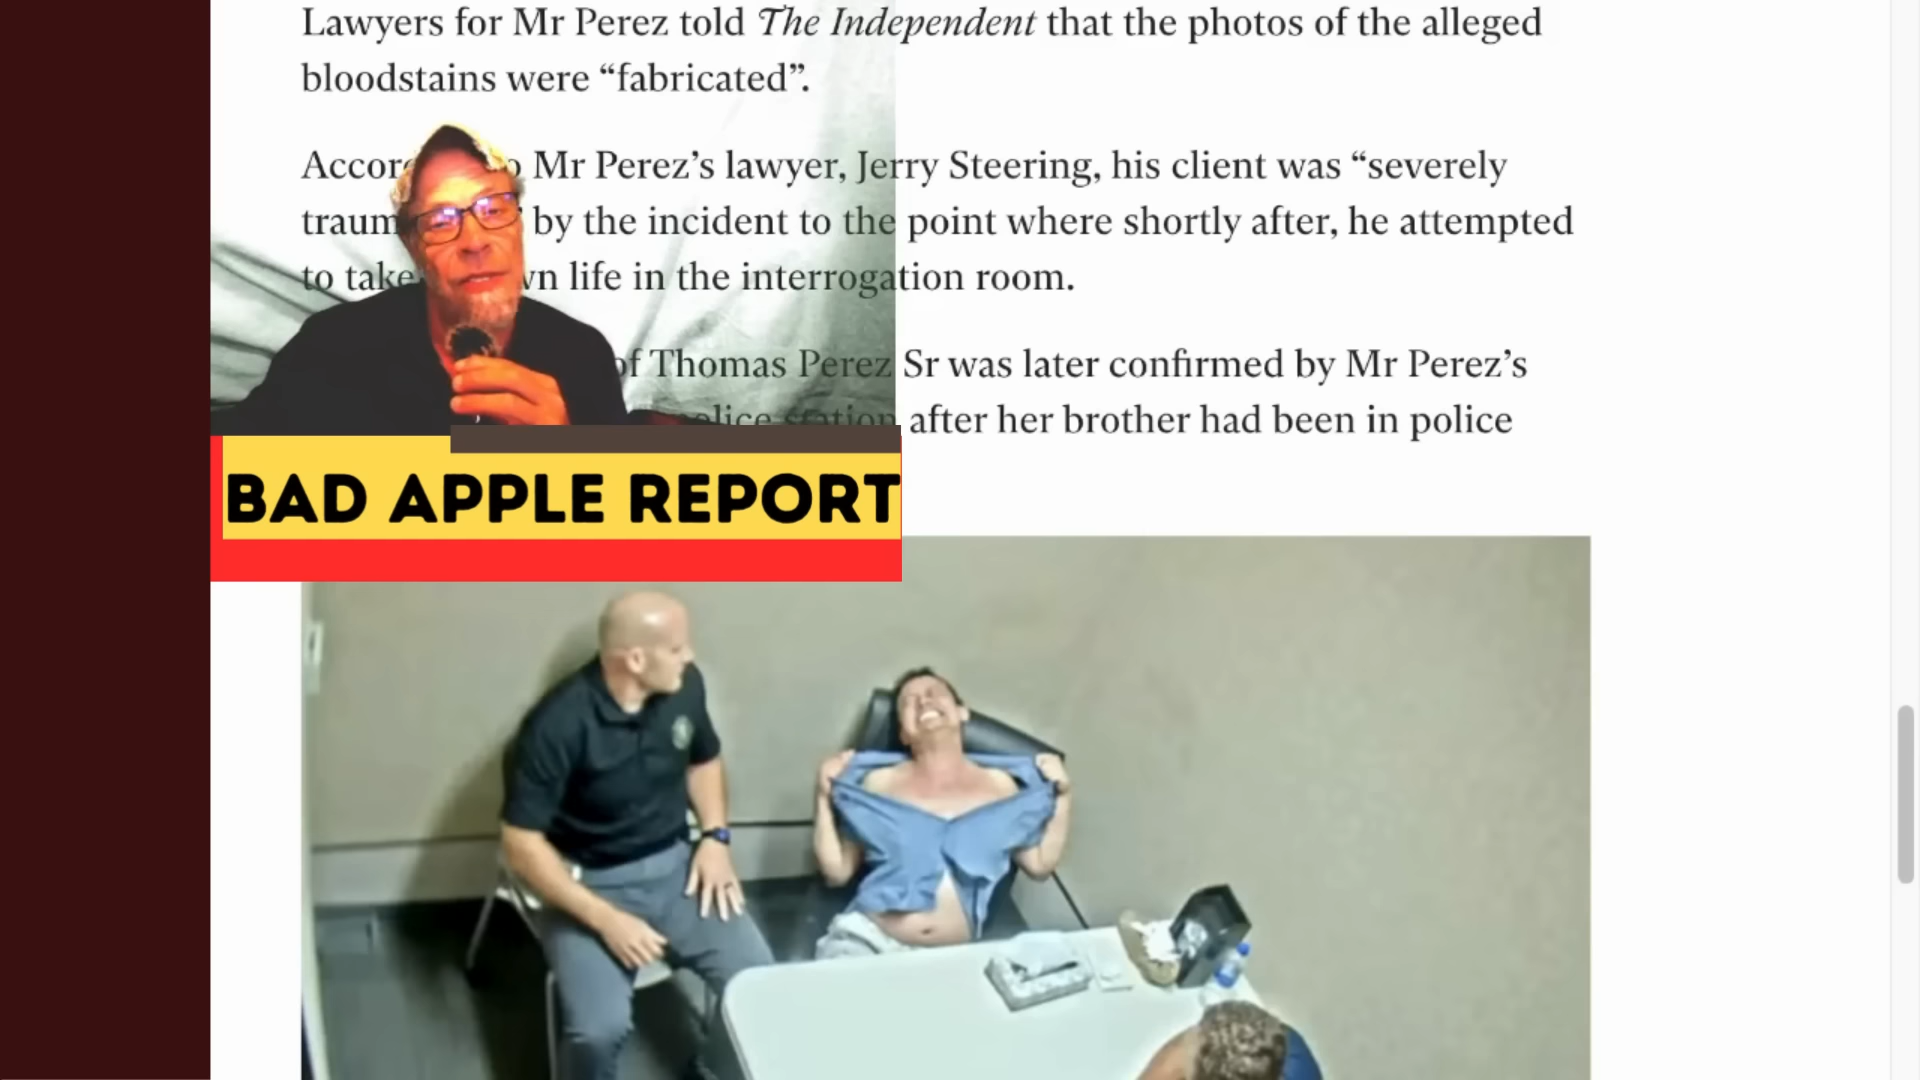 Lawyers for Mr Perez told The Independent that the photos of the alleged
bloodstains were “fabricated”.
Mr Perez’s lawyer, Jerry Steering, his client was “severely
by the incident to the point where shortly after, he attempted
to take life in the interrogation room.
of Thomas Perez Sr was later confirmed by Mr Perez’s
police station after her brother had been in police
BAD APPLE REPORT